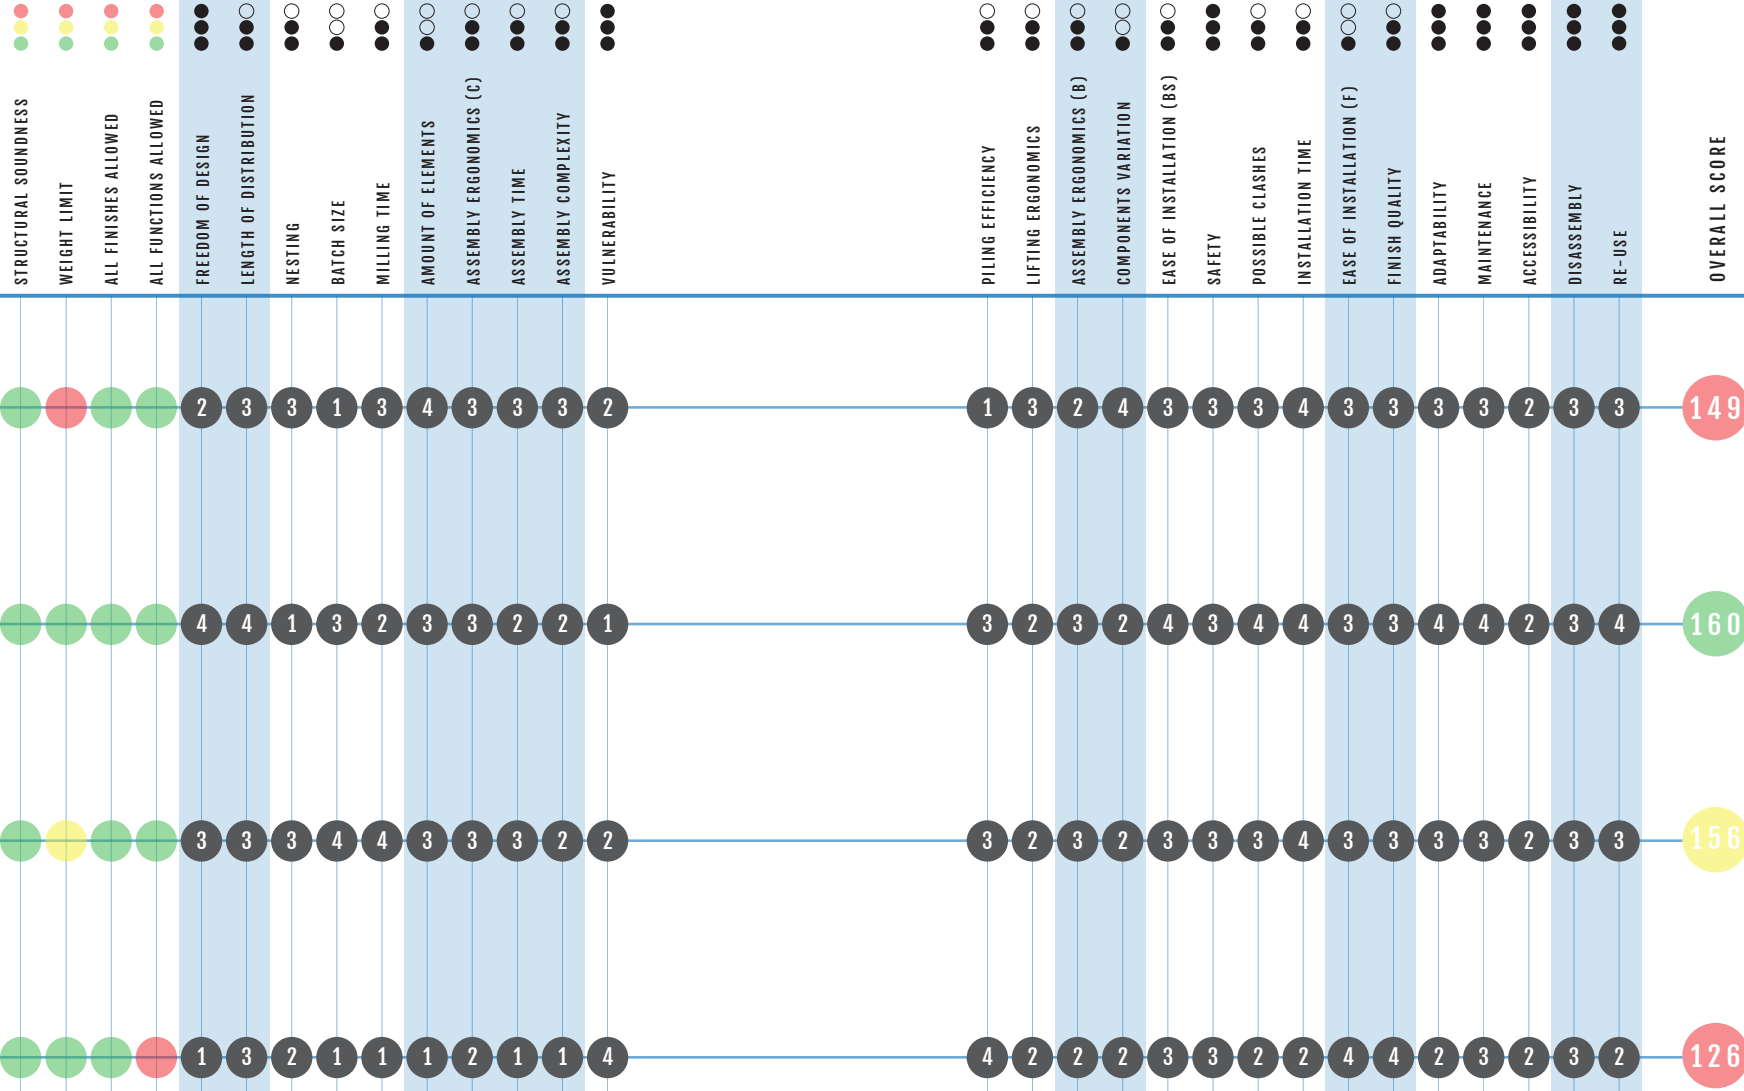 STRUCTURAL SOUNDNESS
WEIGHT LIMIT
ALL FINISHES ALLOWED
ALL FUNCTIONS ALLOWED
FREEDOM OF DESIGN
LENGTH OF DISTRIBUTION
NESTING
BATCH SIZE
MILLING TIME
AMOUNT OF ELEMENTS
ASSEMBLY ERGONOMICS (C)
ASSEMBLY TIME
ASSEMBLY COMPLEXITY
VULNERABILITY
PILING EFFICIENCY
LIFTING ERGONOMICS
ASSEMBLY ERGONOMICS (B)
COMPONENTS VARIATION
EASE OF INSTALLATION (BS)
SAFETY
POSSIBLE CLASHES
INSTALLATION TIME
EASE OF INSTALLATION (F)
FINISH QUALITY
ADAPTABILITY
MAINTENANCE
ACCESSIBILITY
DISASSEMBLY
RE-USE
OVERALL SCORE
2 3 3 1 3 4 3 3 3 2 1 3 2 4 3 3 3 4 3 3 3 3 2 3 3 149
4 4 1 3 2 3 3 2 2 1 3 2 3 2 4 3 4 4 3 3 4 4 2 3 4 160
3 3 3 4 4 3 3 3 2 2 3 2 3 2 3 3 3 4 3 3 3 3 2 3 3 156
1 3 2 1 1 1 2 1 1 4 4 2 2 2 3 3 2 2 4 4 2 3 2 3 2 126